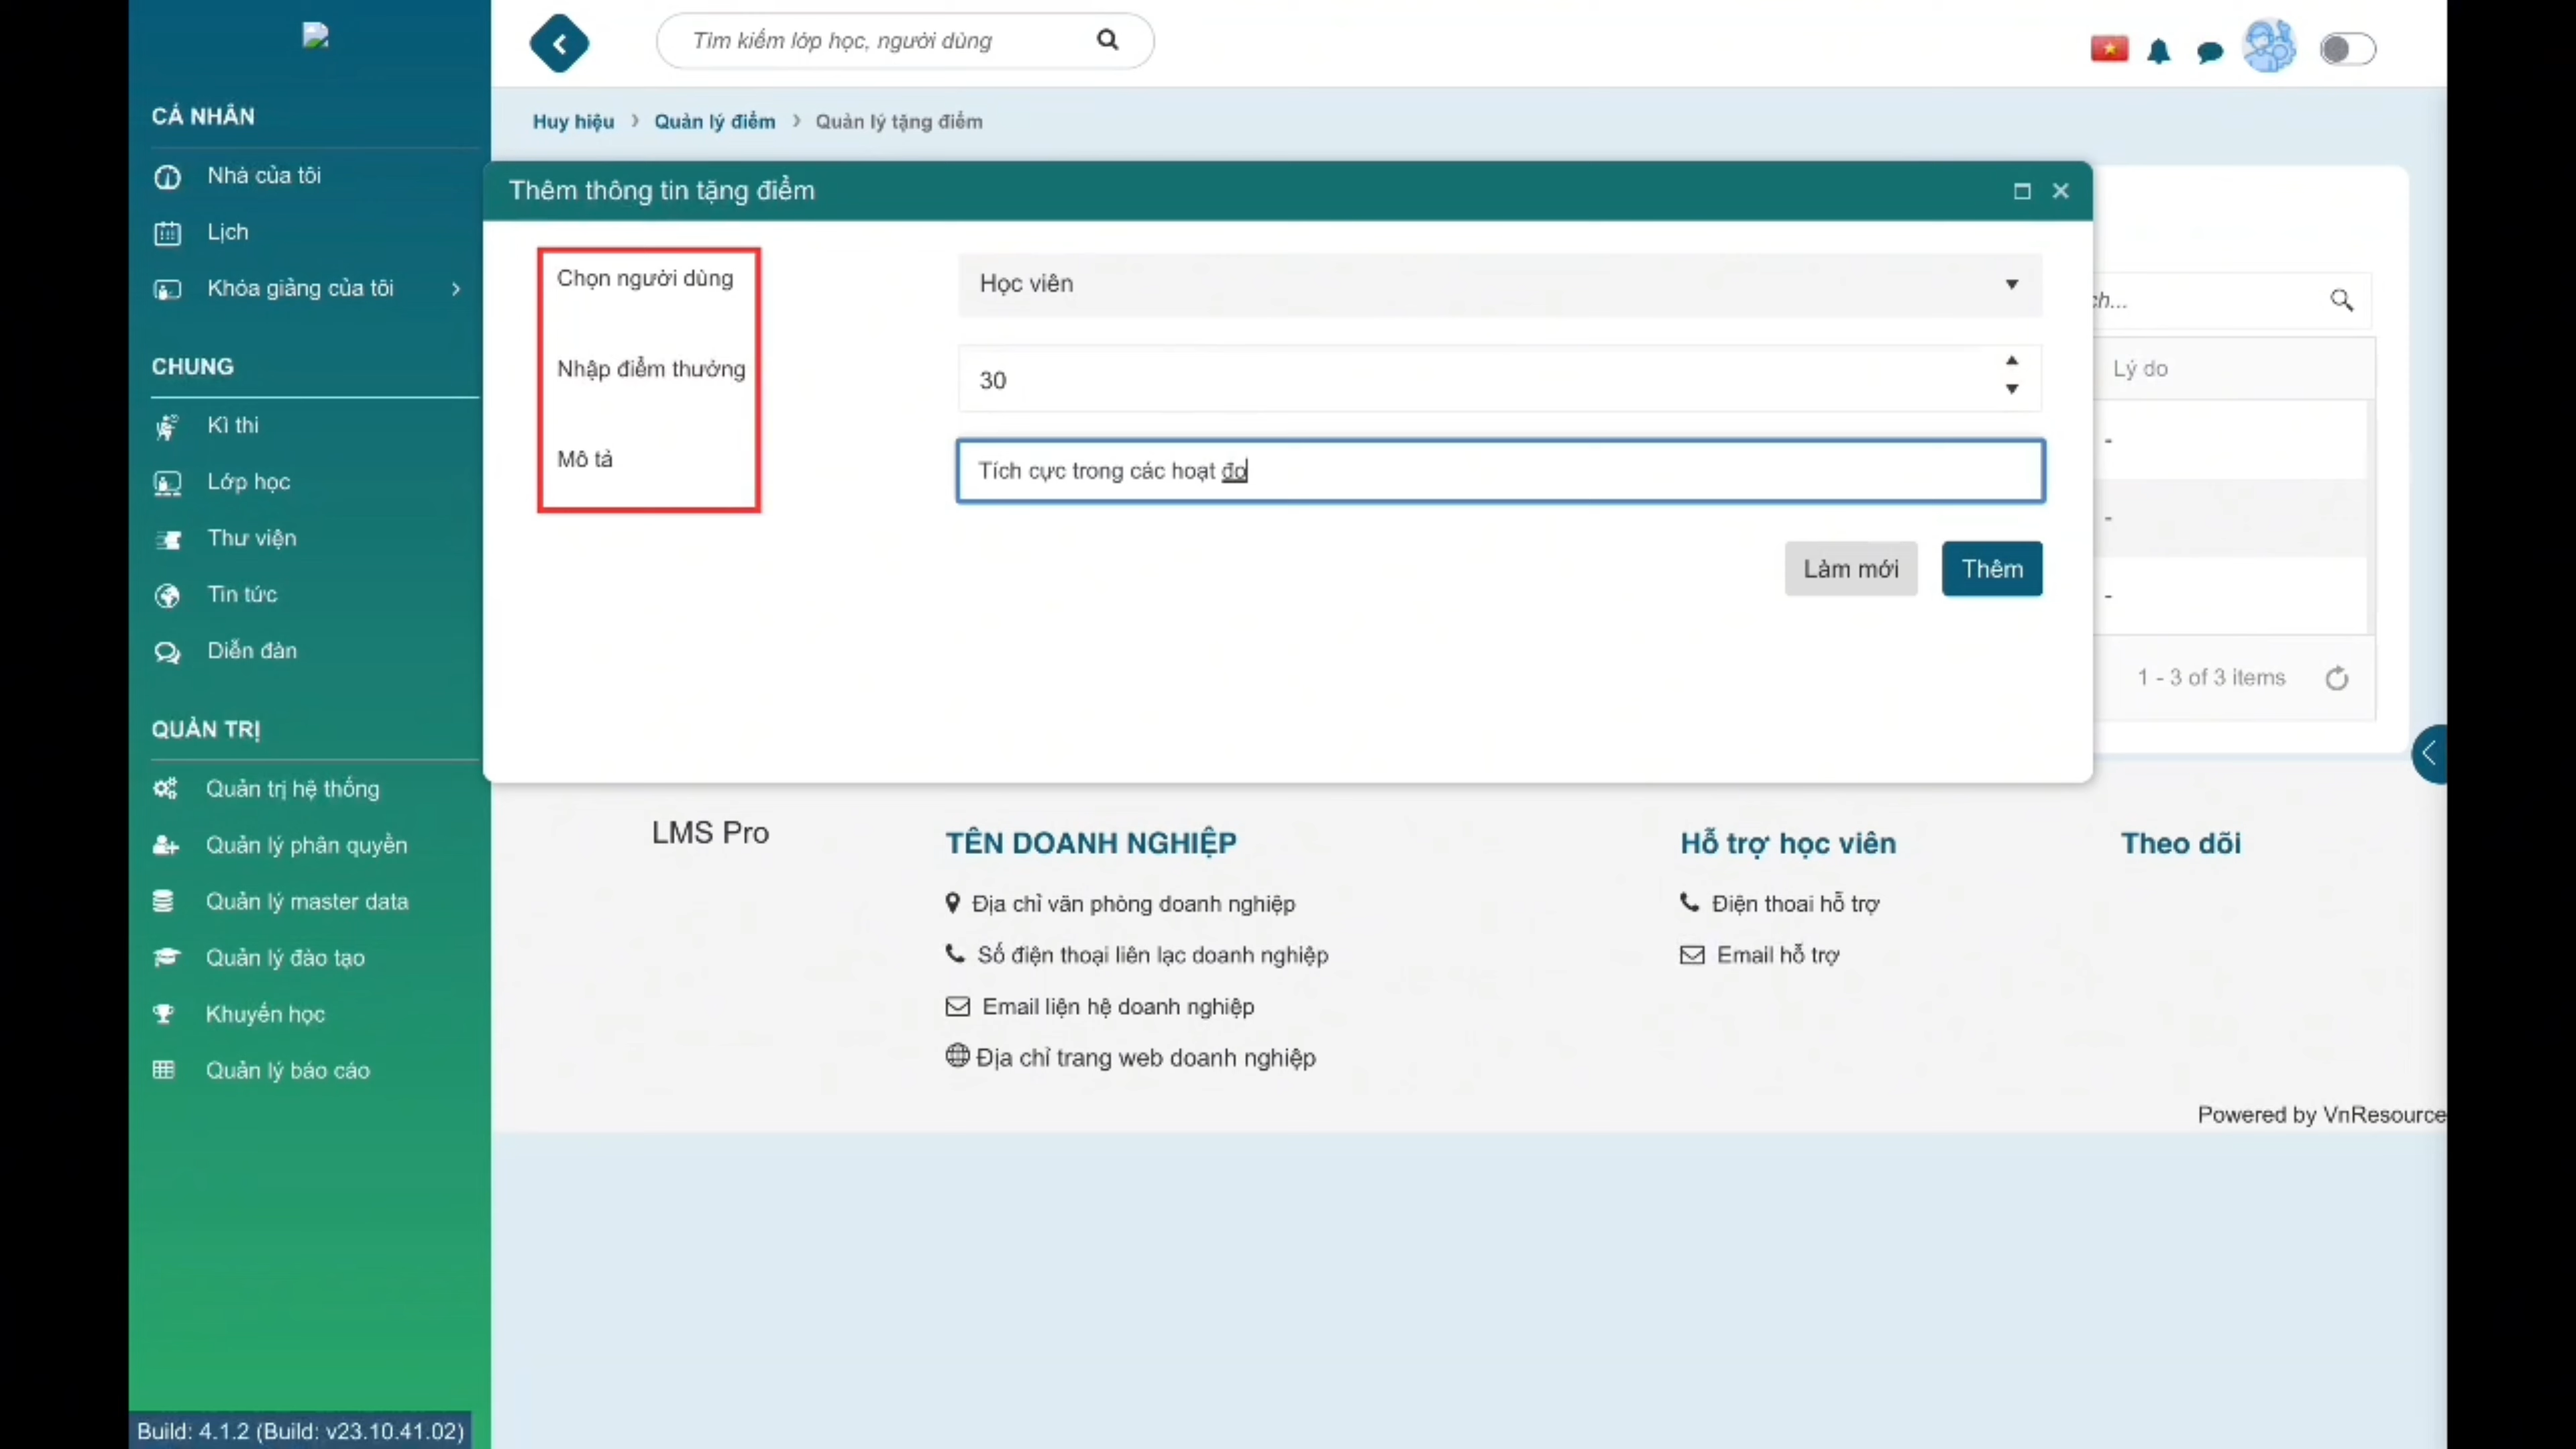 Tìm kiếm lớp học, người dùng
CÁ NHÂN
Nhà của tôi
Lịch
Khóa giảng của tôi
CHUNG
Kì thi
Lớp học
Thư viện
Tin tức
Diễn đàn
QUẢN TRỊ
Quản trị hệ thống
Quản lý phân quyền
Quản lý master data
Quản lý đào tạo
Khuyến học
Quản lý báo cáo
Build: 4.1.2 (Build: v23.10.41.02)
Huy hiệu > Quản lý điểm > Quản lý tặng điểm
Thêm thông tin tặng điểm
Chọn người dùng
Học viên
Nhập điểm thưởng
30
Mô tả
Tích cực trong các hoạt đo
Làm mới
Thêm
ch...
Lý do
-
-
-
1 - 3 of 3 items
LMS Pro
TÊN DOANH NGHIỆP
Địa chỉ văn phòng doanh nghiệp
Số điện thoại liên lạc doanh nghiệp
Email liện hệ doanh nghiệp
Địa chỉ trang web doanh nghiệp
Hỗ trợ học viên
Điện thoai hỗ trợ
Email hỗ trợ
Theo dõi
Powered by VnResource